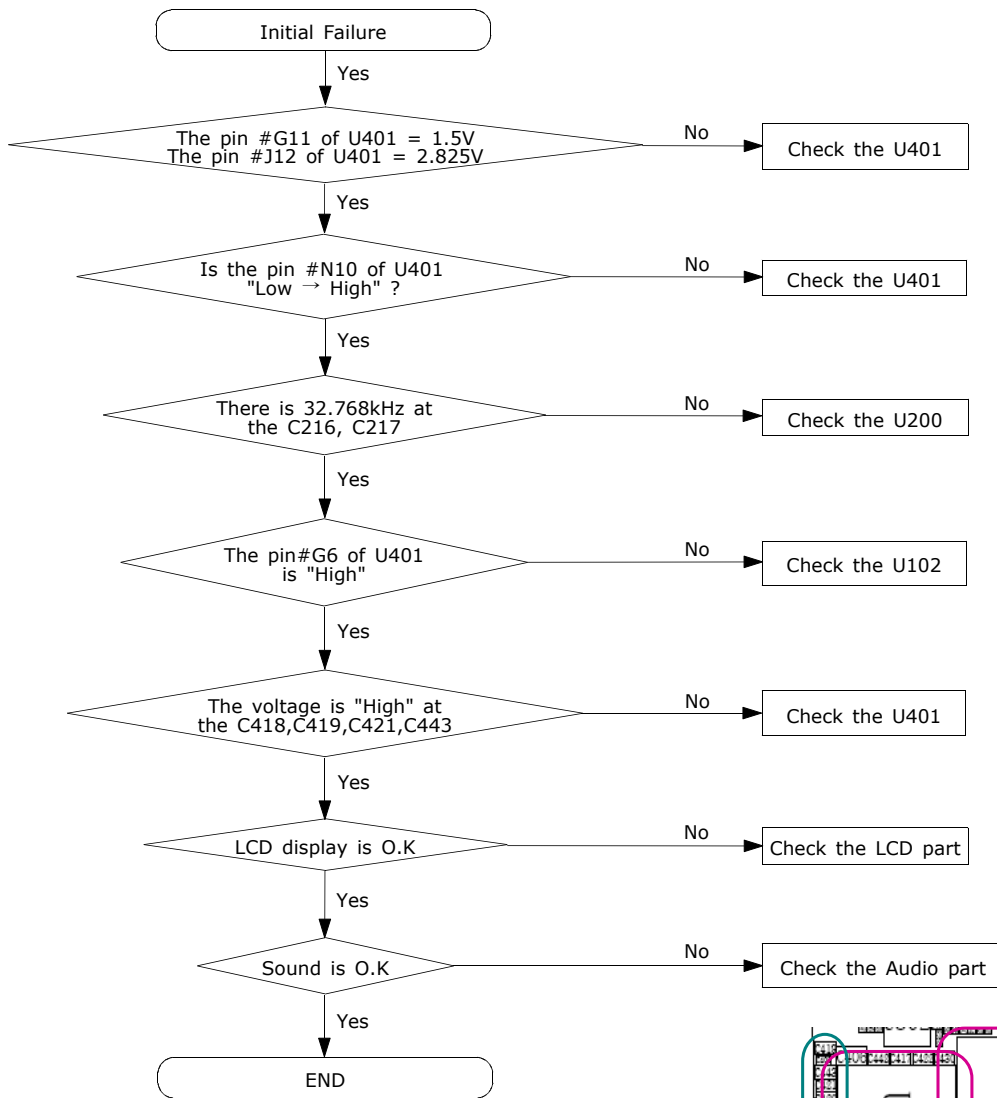 Initial Failure
Yes
The pin #G11 of U401 = 1.5V
The pin #J12 of U401 = 2.825V
No
Check the U401
Yes
Is the pin #N10 of U401
"Low → High" ?
No
Check the U401
Yes
There is 32.768kHz at
the C216, C217
No
Check the U200
Yes
The pin#G6 of U401
is "High"
No
Check the U102
Yes
The voltage is "High" at
the C418,C419,C421,C443
No
Check the U401
Yes
LCD display is O.K
No
Check the LCD part
Yes
Sound is O.K
No
Check the Audio part
Yes
END